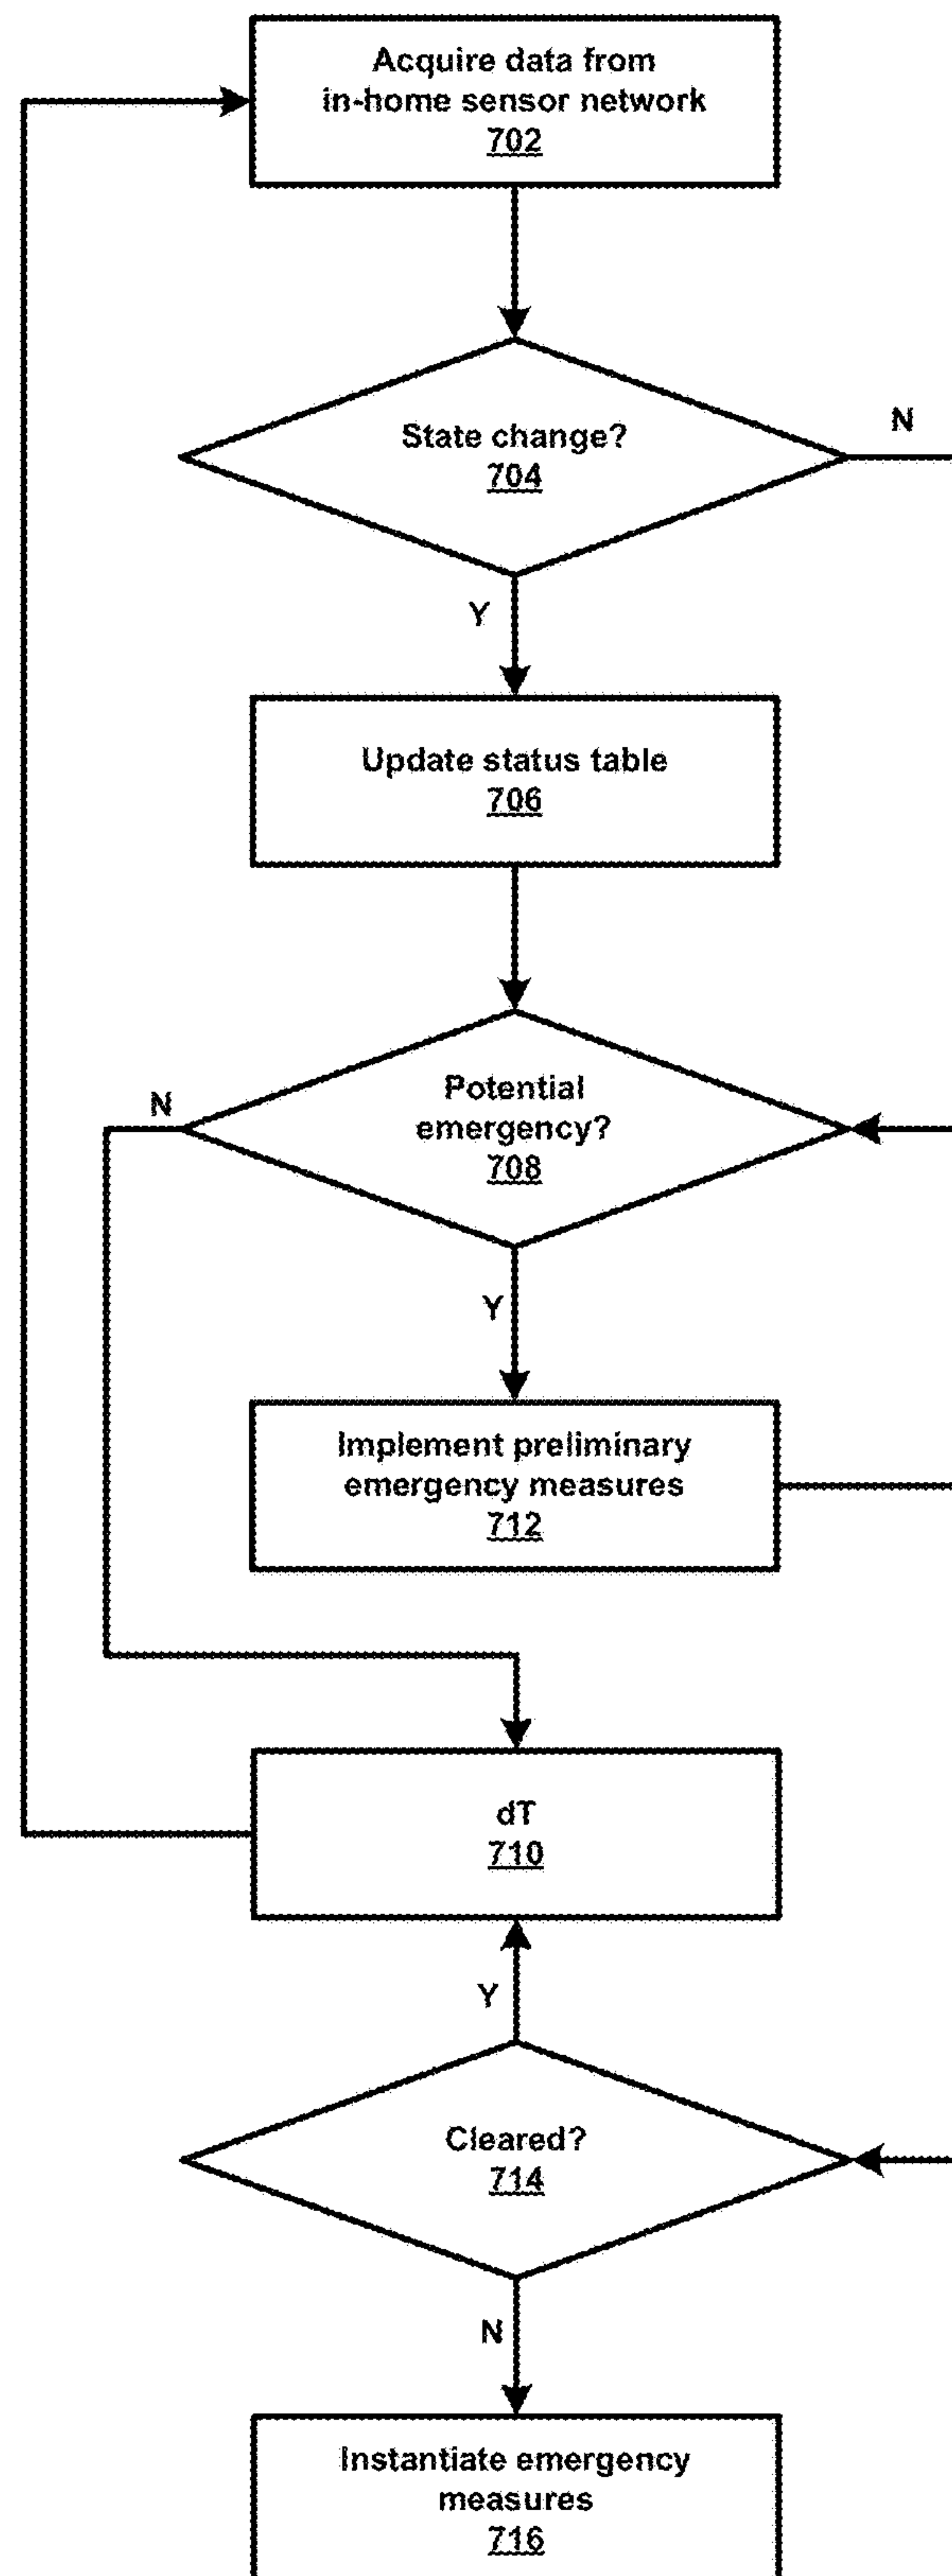 Acquire data from
in-home sensor network
702
State change?
704
N
Y
Update status table
706
Potential
emergency?
708
N
Y
Implement preliminary
emergency measures
712
dT
710
Y
Cleared?
714
N
Instantiate emergency
measures
716